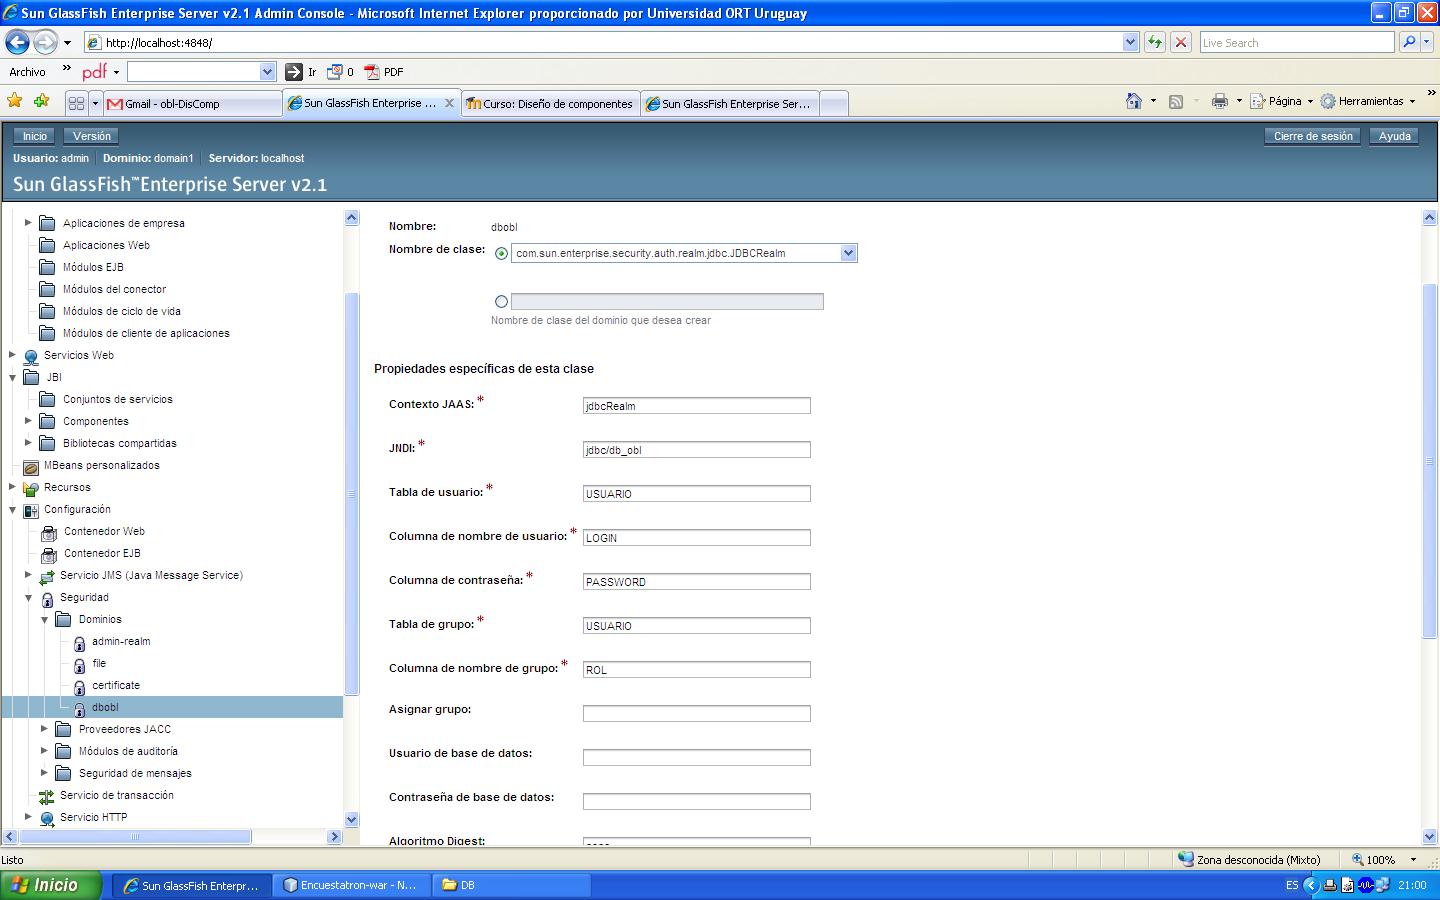 Sun GlassFish Enterprise Server v2.1 Admin Console - Microsoft Internet Explorer proporcionado por Universidad ORT Uruguay
http://localhost:4848/
Live Search
Archivo » pdf Ir 0 PDF
Gmail - obl-DisComp
Sun GlassFish Enterprise ...
Curso: Diseño de componentes
Sun GlassFish Enterprise Ser...
Página Herramientas »
Inicio Versión
Cierre de sesión Ayuda
Usuario: admin Dominio: domain1 Servidor: localhost
Sun GlassFish™ Enterprise Server v2.1
Aplicaciones de empresa
Aplicaciones Web
Módulos EJB
Módulos del conector
Módulos de ciclo de vida
Módulos de cliente de aplicaciones
Servicios Web
JBI
Conjuntos de servicios
Componentes
Bibliotecas compartidas
MBeans personalizados
Recursos
Configuración
Contenedor Web
Contenedor EJB
Servicio JMS (Java Message Service)
Seguridad
Dominios
admin-realm
file
certificate
dbobl
Proveedores JACC
Módulos de auditoría
Seguridad de mensajes
Servicio de transacción
Servicio HTTP
Nombre: dbobl
Nombre de clase: com.sun.enterprise.security.auth.realm.jdbc.JDBCRealm
Nombre de clase del dominio que desea crear
Propiedades específicas de esta clase
Contexto JAAS: * jdbcRealm
JNDI: * jdbc/db_obl
Tabla de usuario: * USUARIO
Columna de nombre de usuario: * LOGIN
Columna de contraseña: * PASSWORD
Tabla de grupo: * USUARIO
Columna de nombre de grupo: * ROL
Asignar grupo:
Usuario de base de datos:
Contraseña de base de datos:
Algoritmo Digest:
Listo
Zona desconocida (Mixto) 100%
Inicio
Sun GlassFish Enterpr...
Encuestatron-war - N...
DB
ES 21:00